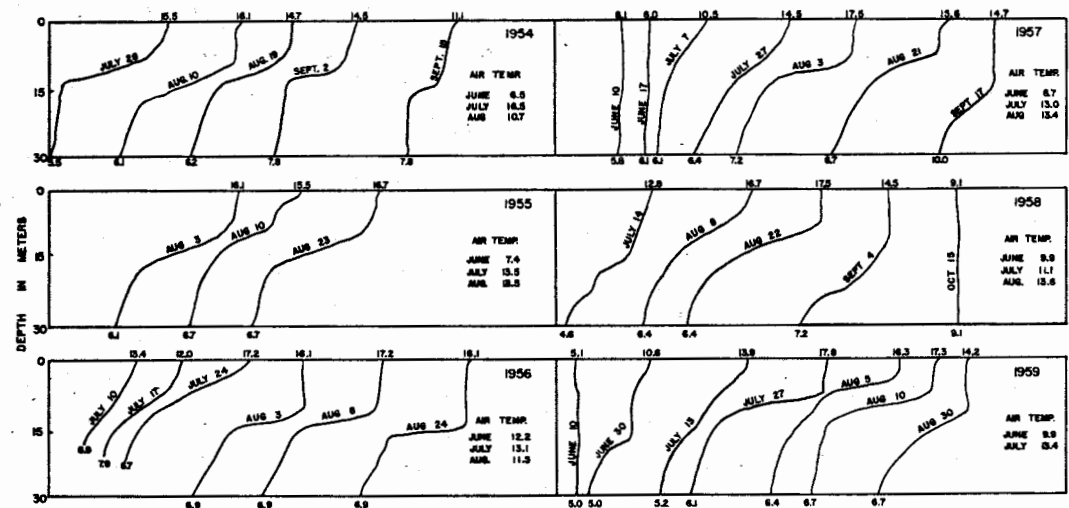 DEPTH IN METERS
0 15.5 16.1 14.7 14.5 11.1
1954
JULY 28 AUG. 10 AUG. 19 SEPT. 2 SEPT. 18
AIR TEMP.
JUNE 6.5
JULY 16.5
AUG 10.7
15
30 6.1 6.2 7.8 7.8
6.1 6.0 10.5 14.5 17.5 15.6 14.7
1957
JUNE 10 JUNE 17 JULY 7 JULY 27 AUG 3 AUG 21 SEPT 17
AIR TEMP.
JUNE 6.7
JULY 13.0
AUG 13.4
5.6 6.1 6.1 6.4 7.2 6.7 10.0
0 16.1 15.5 16.7
1955
AUG 3 AUG 10 AUG 23
AIR TEMP.
JUNE 7.4
JULY 13.5
15
30 6.1 6.7 6.7
12.8 16.7 17.5 14.5 9.1
1958
JULY 14 AUG 8 AUG 22 SEPT 4 OCT 15
AIR TEMP.
JUNE 9.9
JULY 11.1
AUG. 13.6
4.6 6.4 6.4 7.2 9.1
0 13.4 12.0 17.2 16.1 17.2 16.1
1956
JULY 10 JULY 17 JULY 24 AUG 3 AUG 8 AUG 24
AIR TEMP.
JUNE 12.2
JULY 13.1
AUG. 11.3
15
30 7.9 6.7 6.9 6.9 6.9
5.1 10.6 13.9 17.8 16.3 17.3 14.2
1959
JUNE 10 JUNE 30 JULY 13 JULY 27 AUG 5 AUG 10 AUG 30
AIR TEMP.
JUNE 9.9
JULY 13.4
5.0 5.0 5.2 6.1 6.4 6.7 6.7